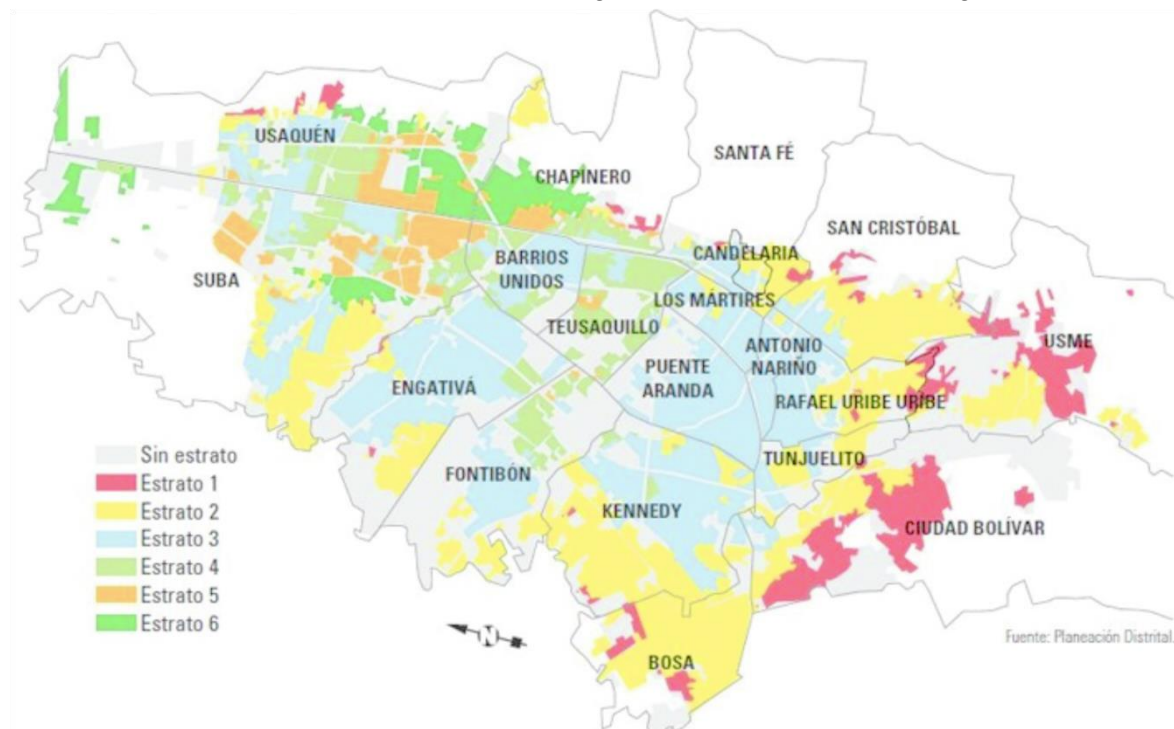 USAQUÉN
SANTA FÉ
CHAPÍNERO
SAN CRISTÓBAL
CANDELARIA
BARRIOS
UNIDOS
SUBA
LOS MÁRTIRES
TEUSAQUILLO
USME
ANTONIO
NARIÑO
PUENTE
ARANDA
ENGATIVÁ
RAFAEL URIBE URÍBE
Sin estrato
Estrato 1
Estrato 2
Estrato 3
Estrato 4
Estrato 5
Estrato 6
FONTIBÓN
TUNJUELITO
KENNEDY
CIUDAD BOLÍVAR
N
Fuente: Planeación Distrital.
BOSA